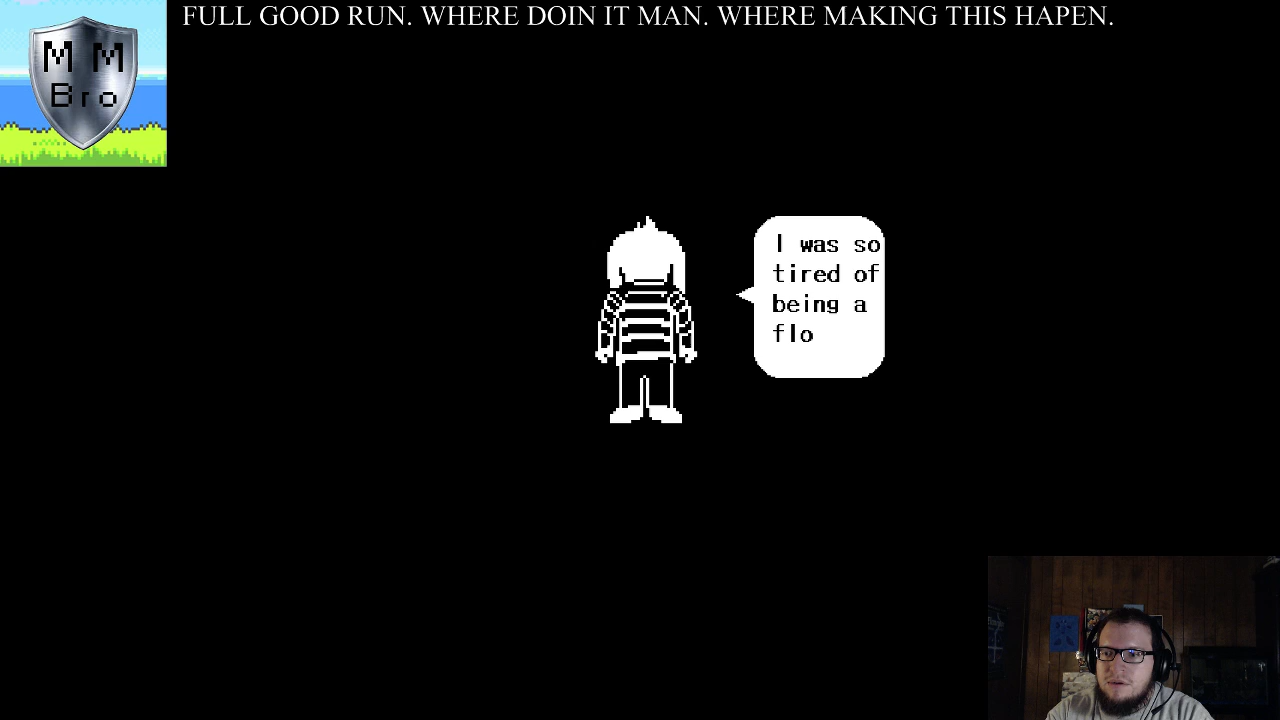 FULL GOOD RUN. WHERE DOIN IT MAN. WHERE MAKING THIS HAPEN.
M M
Bro
I was so
tired of
being a
flo